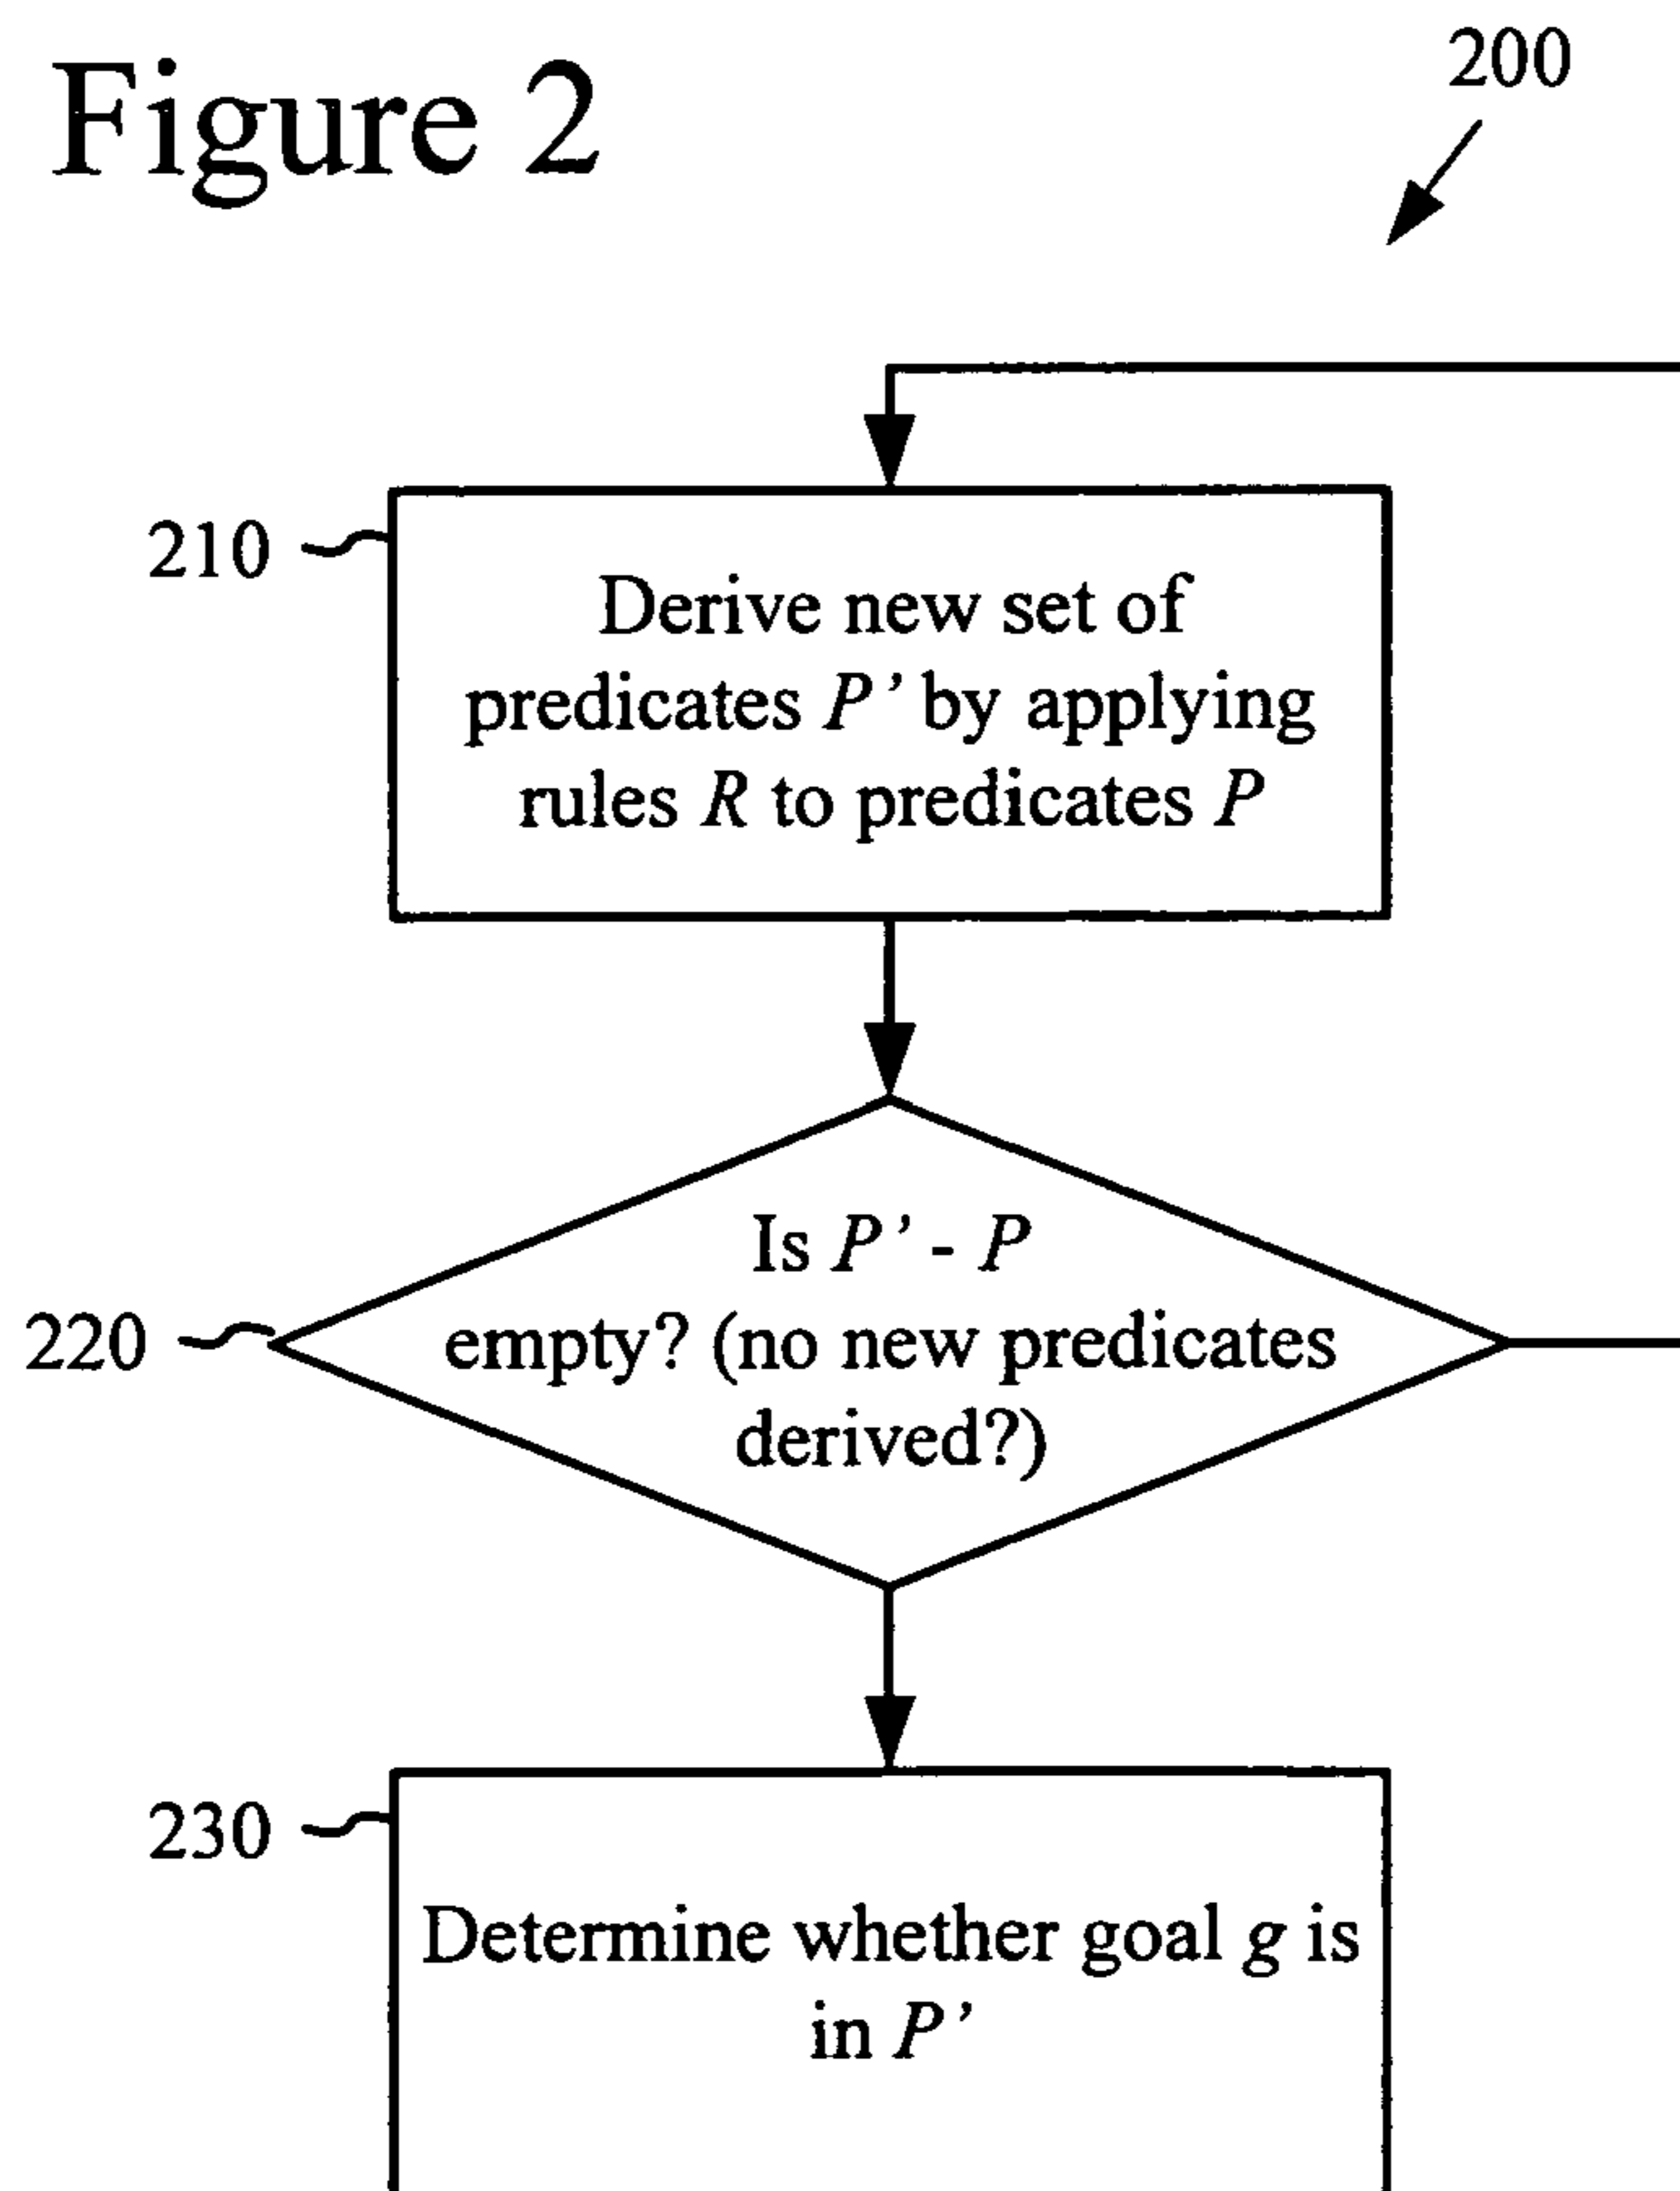 Figure 2
200
210
Derive new set of
predicates P’ by applying
rules R to predicates P
Is P’ - P
220
empty? (no new predicates
derived?)
230
Determine whether goal g is
in P’